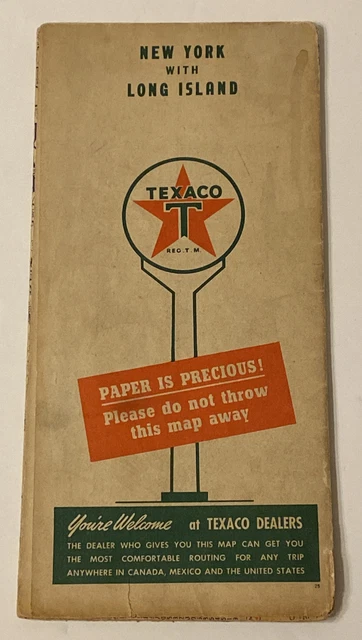 NEW YORK
WITH
LONG ISLAND
TEXACO
T
REG. T. M.
PAPER IS PRECIOUS!
Please do not throw
this map away
You're Welcome at TEXACO DEALERS
THE DEALER WHO GIVES YOU THIS MAP CAN GET YOU
THE MOST COMFORTABLE ROUTING FOR ANY TRIP
ANYWHERE IN CANADA, MEXICO AND THE UNITED STATES